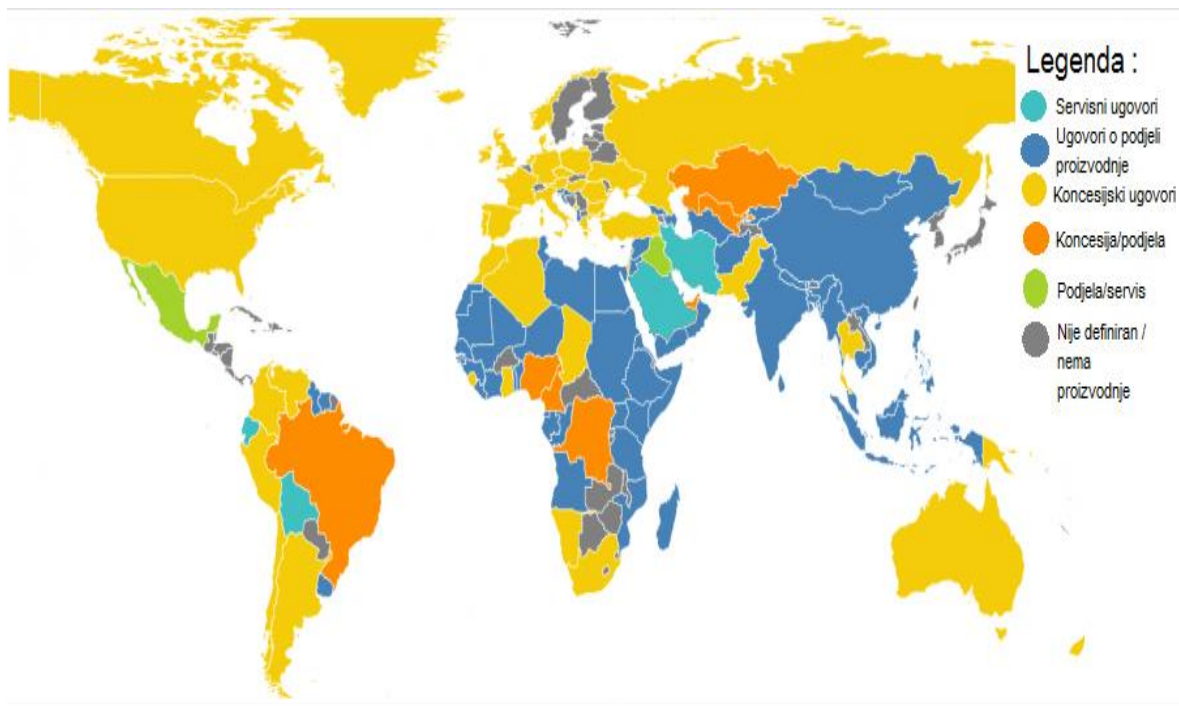 Legenda :
Servisni ugovori
Ugovori o podjeli
proizvodnje
Koncesijski ugovori
Koncesija/podjela
Podjela/servis
Nije definiran /
nema
proizvodnje